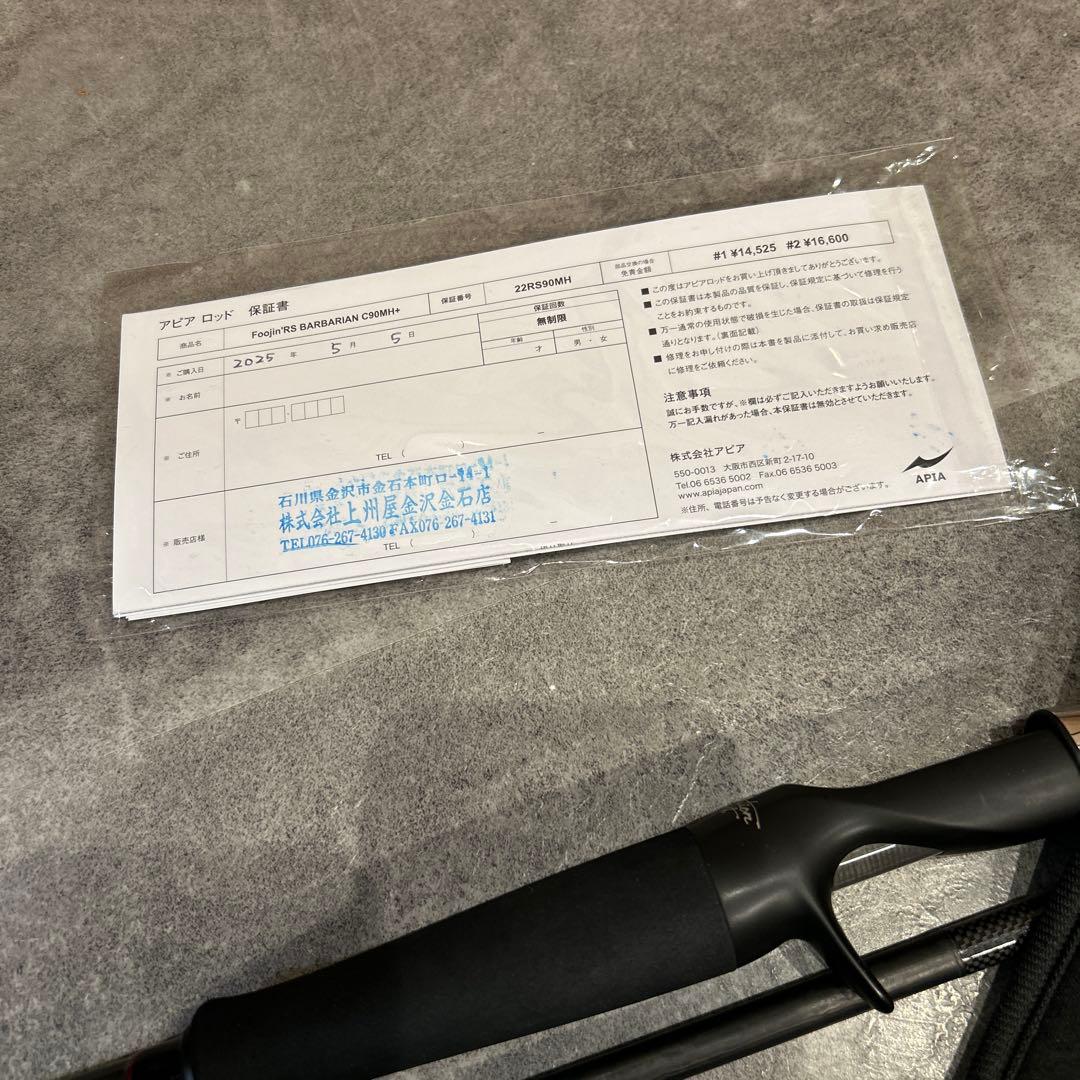 アピア ロッド 保証書
保証番号
22RS90MH
部品交換の場合
免責金額
#1 ¥14,525 #2 ¥16,600
商品名
Foojin'RS BARBARIAN C90MH+
保証回数
無制限
※ ご購入日
2025 年 5 月 5 日
年齢
才
性別
男・女
※ お名前
※ ご住所
〒
TEL ( ) −
※ 販売店様
石川県金沢市金石本町ロ-14-1
株式会社上州屋金沢金石店
TEL076-267-4130 FAX076-267-4131
TEL ( )
■ この度はアピアロッドをお買い上げ頂きましてありがとうございます。
■ この保証書は本製品の品質を保証し、保証規定に基づいて修理を行う
ことをお約束するものです。
■ 万一通常の使用状態で破損を生じた場合、保証書の取扱は保証規定
通りとなります。（裏面記載）
■ 修理をお申し付けの際は本書を製品に添付して、お買い求め販売店
に修理をご依頼ください。
注意事項
誠にお手数ですが、※欄は必ずご記入いただきますようお願いいたします。
万一記入漏れがあった場合、本保証書は無効とさせていただきます。
株式会社アピア
550-0013 大阪市西区新町 2-17-10
Tel.06 6536 5002 Fax.06 6536 5003
www.apiajapan.com
※住所、電話番号は予告なく変更する場合がございます。
APIA